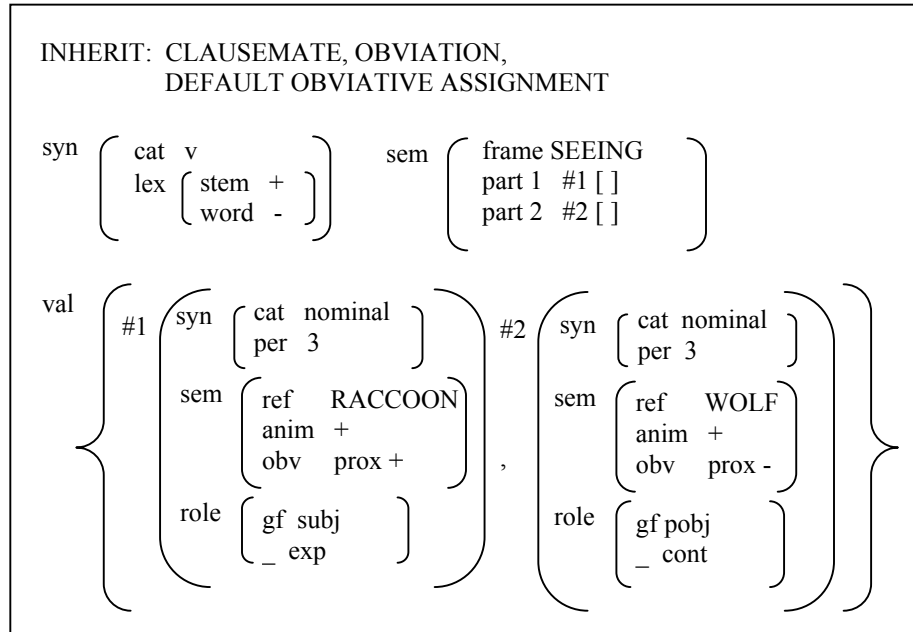 INHERIT: CLAUSEMATE, OBVIATION,
DEFAULT OBVIATIVE ASSIGNMENT
syn cat v sem frame SEEING
lex stem + part 1 #1 [ ]
word - part 2 #2 [ ]
val #1 syn cat nominal #2 syn cat nominal
per 3 per 3
sem ref RACCOON sem ref WOLF
anim + anim +
obv prox + , obv prox -
role gf subj role gf pobj
_ exp _ cont